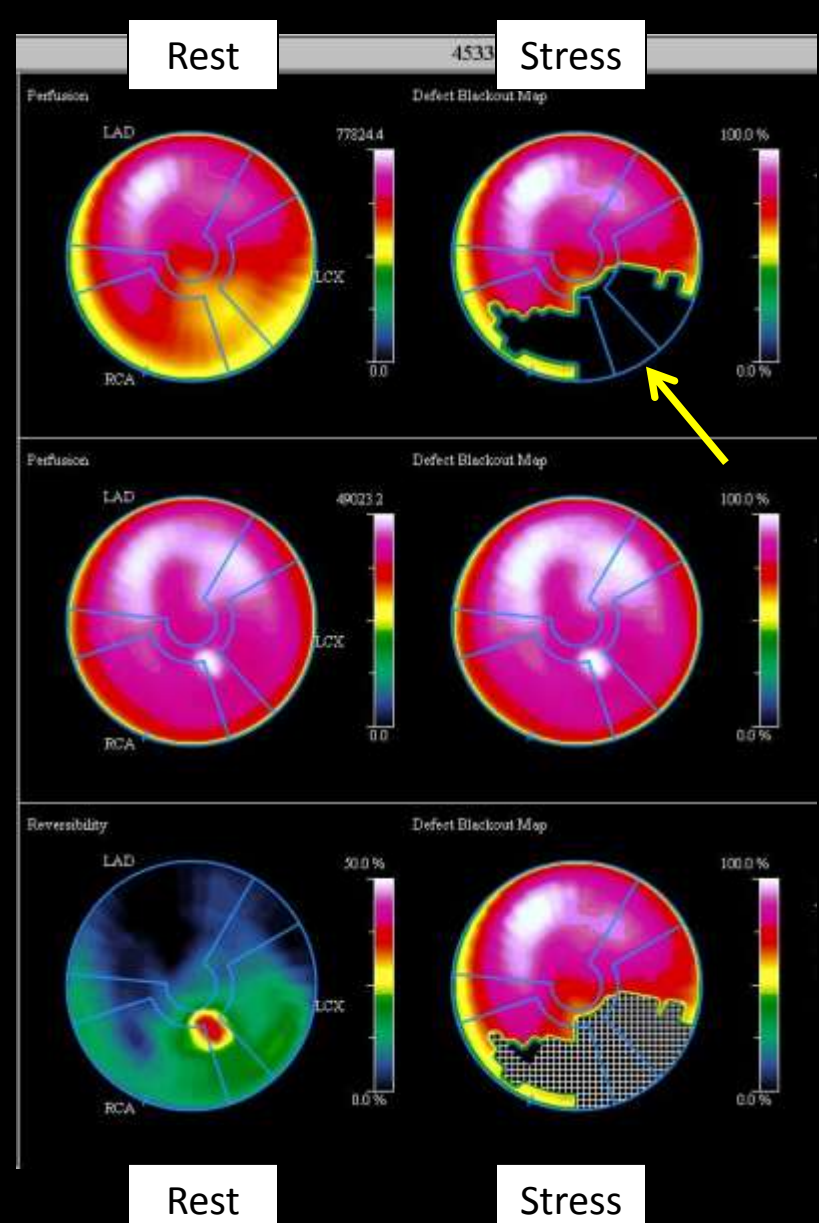 Rest 4533 Stress
Perfusion Defect Blackout Map
LAD 77824.4 100.0 %
LCX
RCA 0.0 0.0 %
Perfusion Defect Blackout Map
LAD 49023.2 100.0 %
LCX
RCA 0.0 0.0 %
Reversibility Defect Blackout Map
LAD 50.0 % 100.0 %
LCX
RCA 0.0 % 0.0 %
Rest Stress